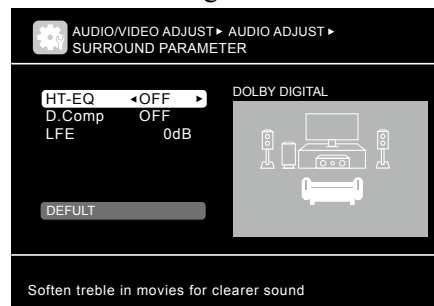 AUDIO/VIDEO ADJUST▸ AUDIO ADJUST▸
SURROUND PARAMETER
HT-EQ ◂OFF ▸
D.Comp OFF
LFE 0dB
DEFULT
DOLBY DIGITAL
Soften treble in movies for clearer sound